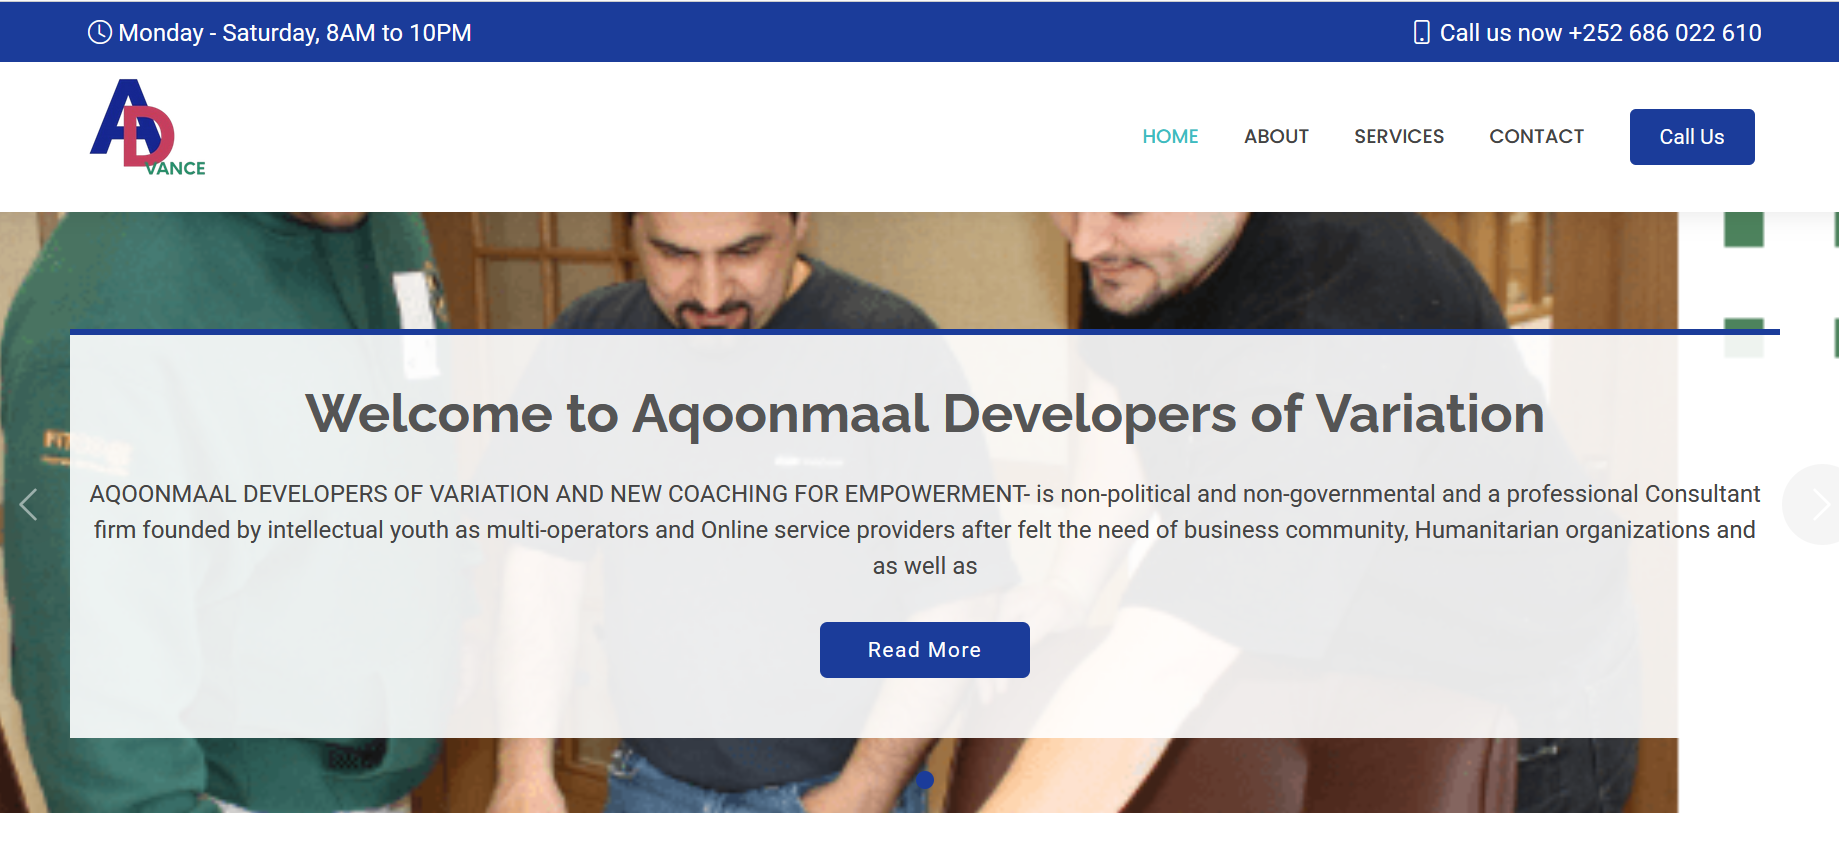 Monday - Saturday, 8AM to 10PM
Call us now +252 686 022 610
AD
VANCE
HOME
ABOUT
SERVICES
CONTACT
Call Us
Welcome to Aqoonmaal Developers of Variation
AQOONMAAL DEVELOPERS OF VARIATION AND NEW COACHING FOR EMPOWERMENT- is non-political and non-governmental and a professional Consultant
firm founded by intellectual youth as multi-operators and Online service providers after felt the need of business community, Humanitarian organizations and
as well as
Read More